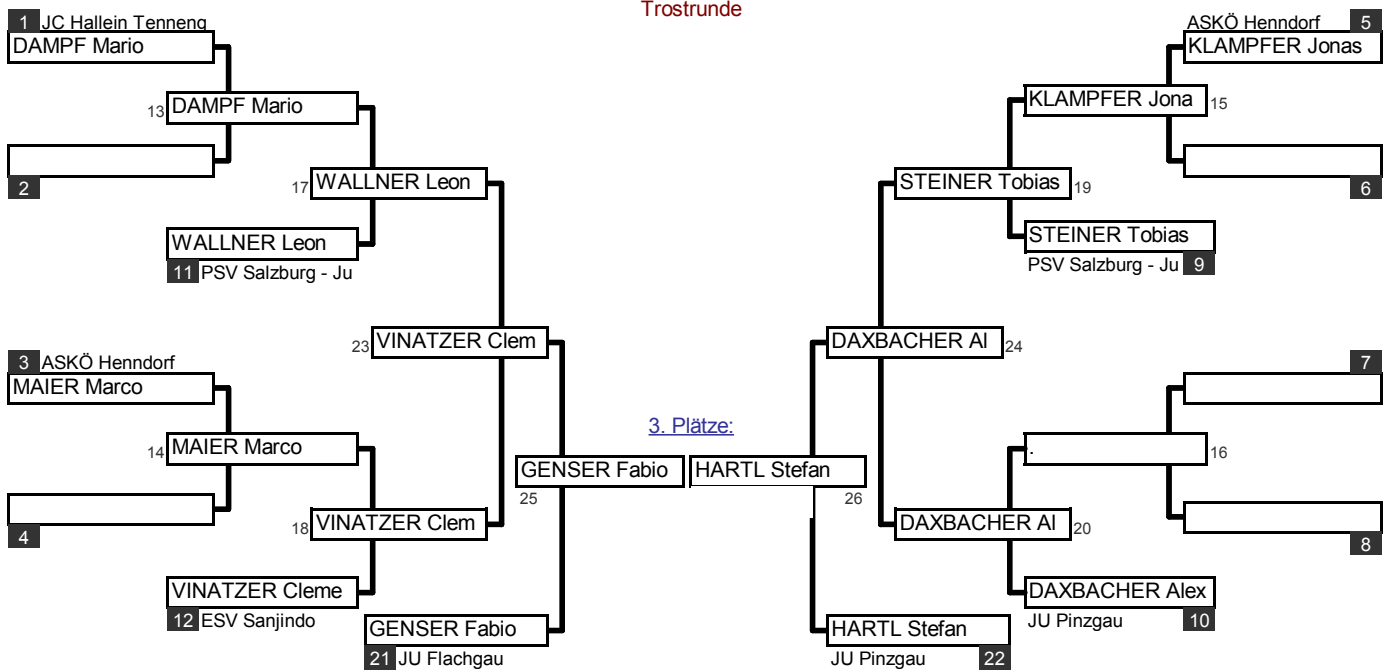 Trostrunde
1 JC Hallein Tenneng
DAMPF Mario
ASKÖ Henndorf 5
KLAMPFER Jonas
13 DAMPF Mario
KLAMPFER Jona 15
2
6
17 WALLNER Leon
STEINER Tobias 19
WALLNER Leon
11 PSV Salzburg - Ju
STEINER Tobias
PSV Salzburg - Ju 9
23 VINATZER Clem
DAXBACHER Al 24
3 ASKÖ Henndorf
MAIER Marco
7
3. Plätze:
14 MAIER Marco
. 16
GENSER Fabio
25
HARTL Stefan
26
4
8
18 VINATZER Clem
DAXBACHER Al 20
VINATZER Cleme
12 ESV Sanjindo
DAXBACHER Alex
JU Pinzgau 10
GENSER Fabio
21 JU Flachgau
HARTL Stefan
JU Pinzgau 22